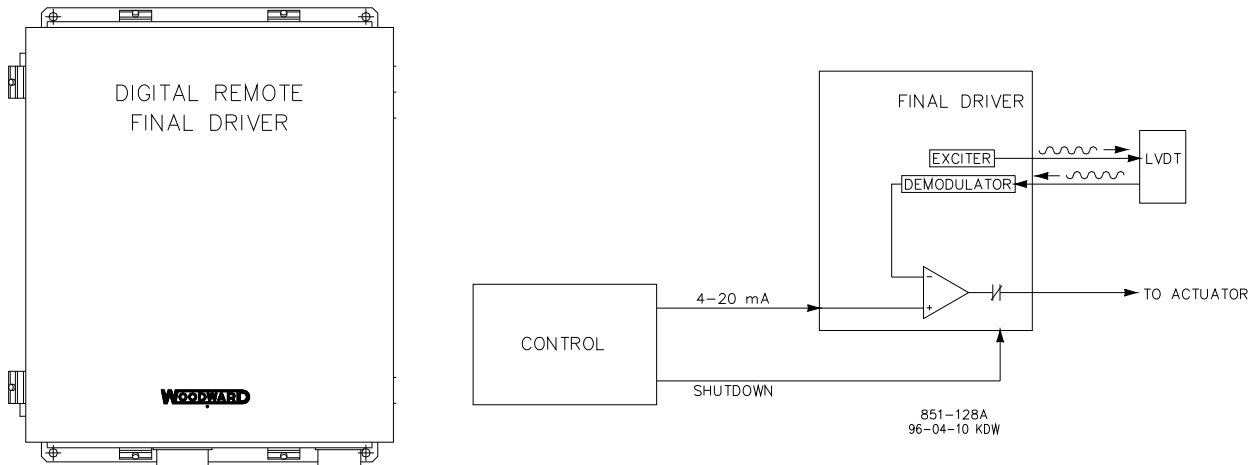 DIGITAL REMOTE
FINAL DRIVER
WOODWARD
FINAL DRIVER
EXCITER
LVDT
DEMODULATOR
−
+
4–20 mA
TO ACTUATOR
CONTROL
SHUTDOWN
851–128A
96–04–10 KDW